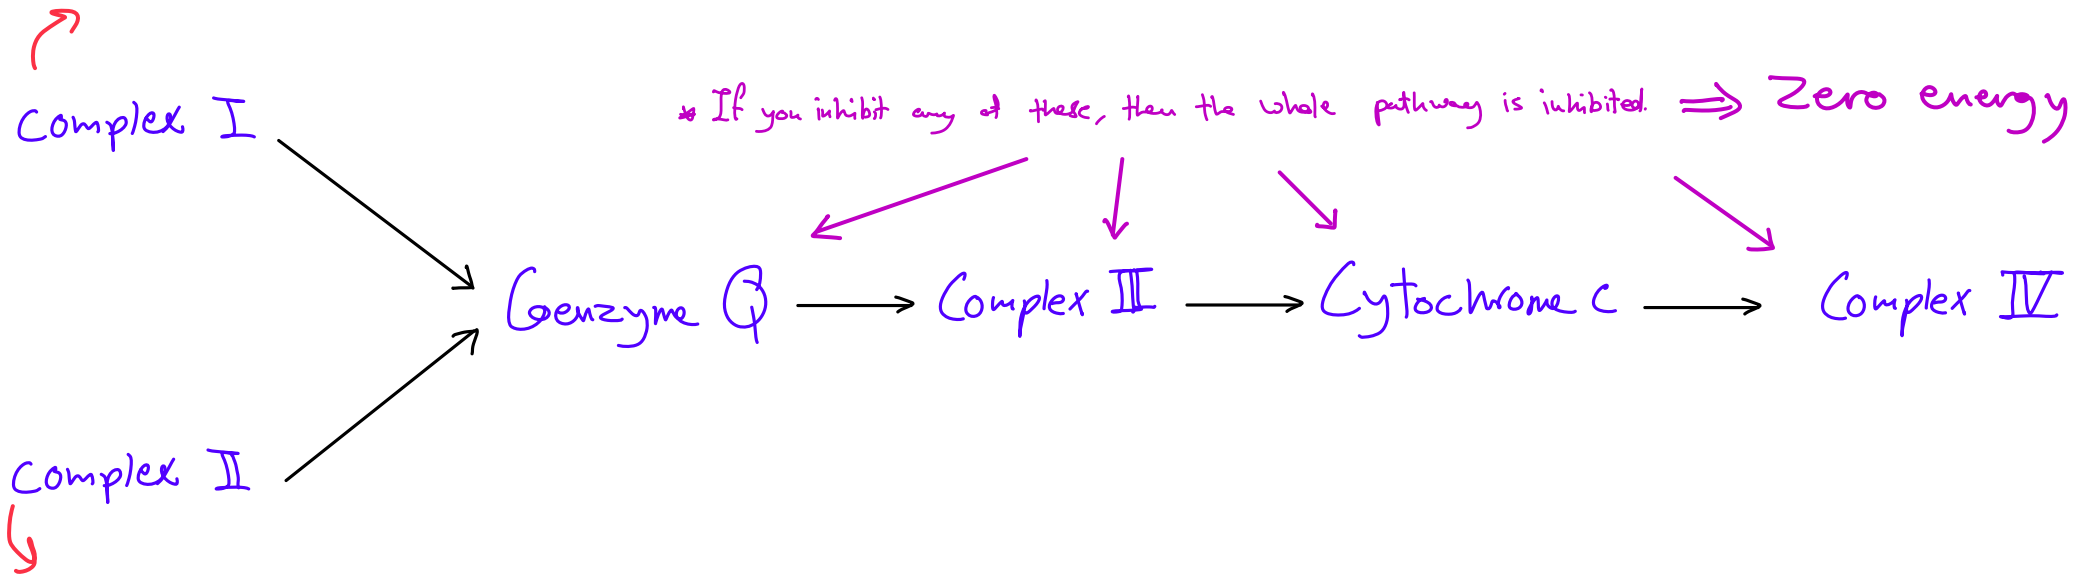 Complex I
* If you inhibit any of these, then the whole pathway is inhibited. ⇒ Zero energy
Coenzyme Q → Complex III → Cytochrome C → Complex IV
Complex II